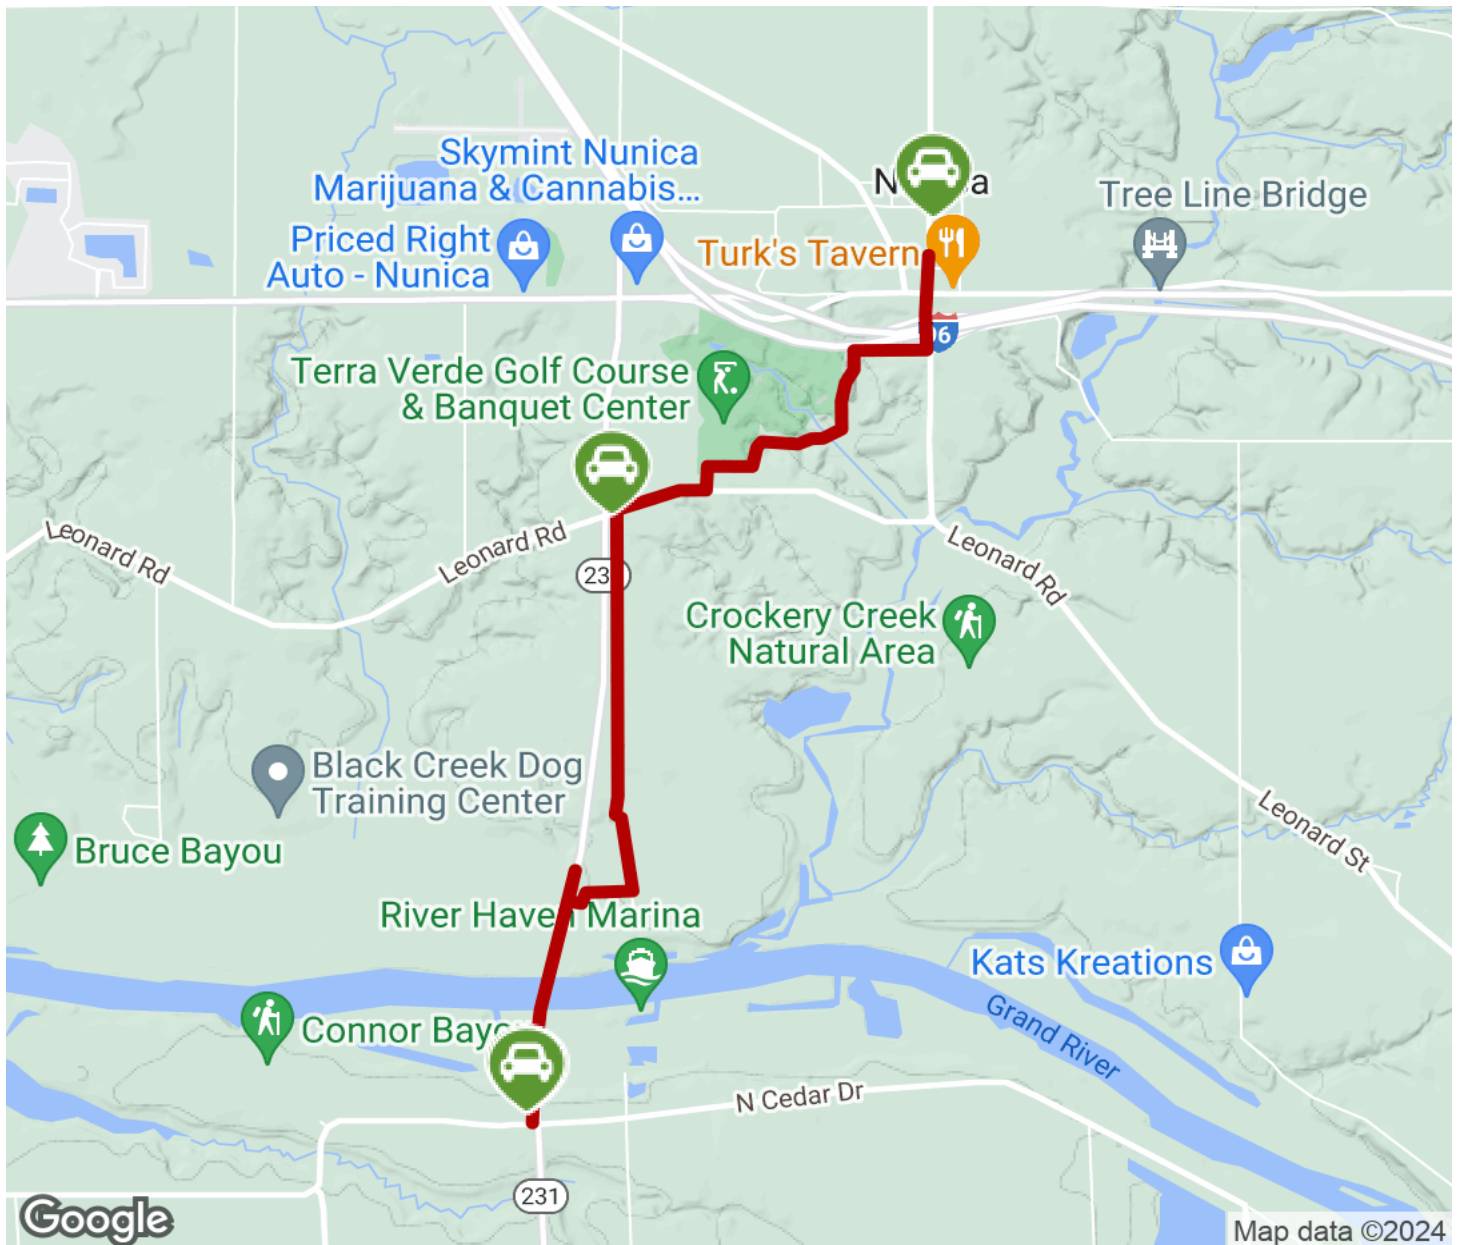 Skymint Nunica
Marijuana & Cannabis...
Priced Right
Auto - Nunica
Turk's Tavern
Tree Line Bridge
Terra Verde Golf Course
& Banquet Center
Leonard Rd
Leonard Rd
Leonard Rd
Crockery Creek
Natural Area
Black Creek Dog
Training Center
Bruce Bayou
Leonard St
River Haven Marina
Kats Kreations
Connor Bayou
Grand River
N Cedar Dr
231
Google
Map data ©2024